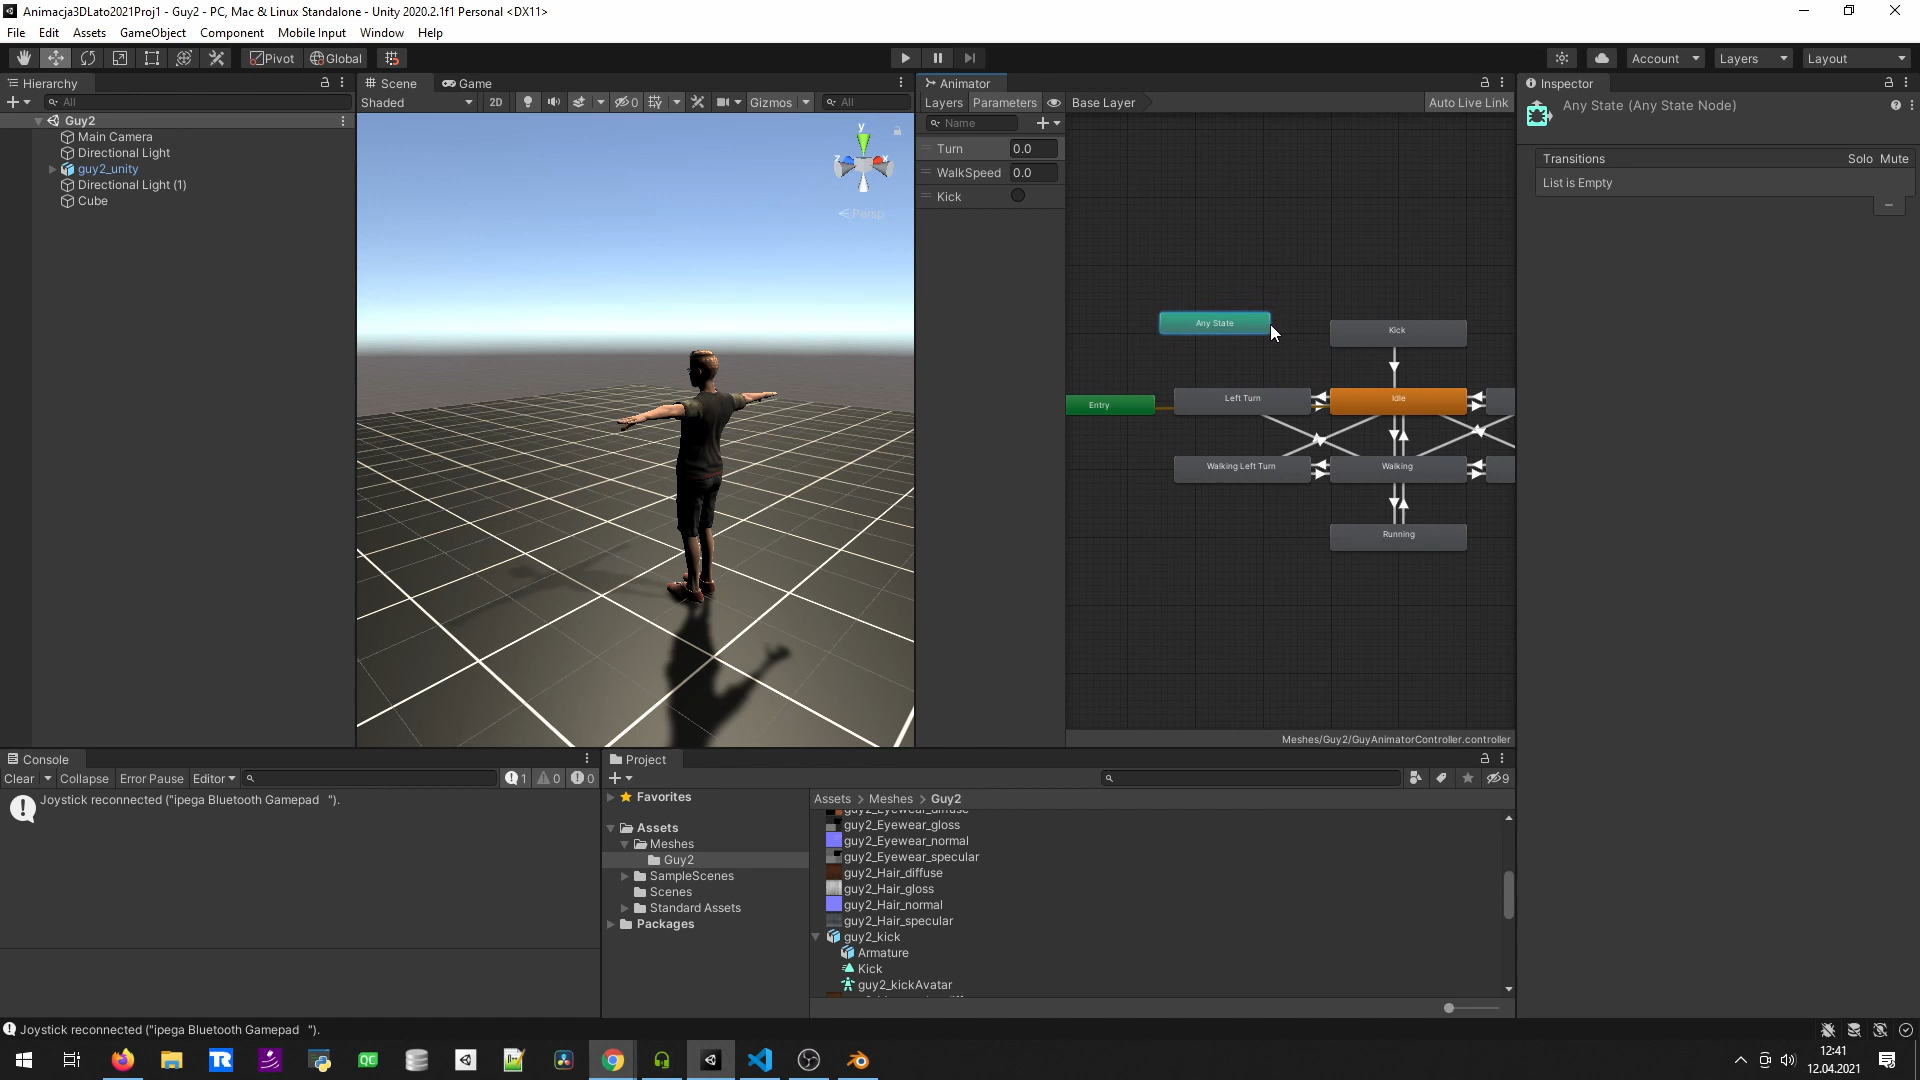 Animacja3DLato2021Proj1 - Guy2 - PC, Mac & Linux Standalone - Unity 2020.2.1f1 Personal <DX11>
File Edit Assets GameObject Component Mobile Input Window Help
Pivot Global Account Layers Layout
Hierarchy
All
Guy2
Main Camera
Directional Light
guy2_unity
Directional Light (1)
Cube
Scene Game
Shaded 2D 0 Gizmos All
y
z x
Persp
Animator
Layers Parameters Base Layer Auto Live Link
Name
Turn 0.0
WalkSpeed 0.0
Kick
Any State
Kick
Entry
Left Turn
Idle
Walking Left Turn
Walking
Running
Meshes/Guy2/GuyAnimatorController.controller
Inspector
Any State (Any State Node)
Transitions Solo Mute
List is Empty
Console
Clear Collapse Error Pause Editor 1 0 0
Joystick reconnected ("ipega Bluetooth Gamepad   ").
Project
9
Favorites
Assets
Meshes
Guy2
SampleScenes
Scenes
Standard Assets
Packages
Assets > Meshes > Guy2
guy2_Eyewear_diffuse
guy2_Eyewear_gloss
guy2_Eyewear_normal
guy2_Eyewear_specular
guy2_Hair_diffuse
guy2_Hair_gloss
guy2_Hair_normal
guy2_Hair_specular
guy2_kick
Armature
Kick
guy2_kickAvatar
Joystick reconnected ("ipega Bluetooth Gamepad   ").
TR
QC
12:41
12.04.2021